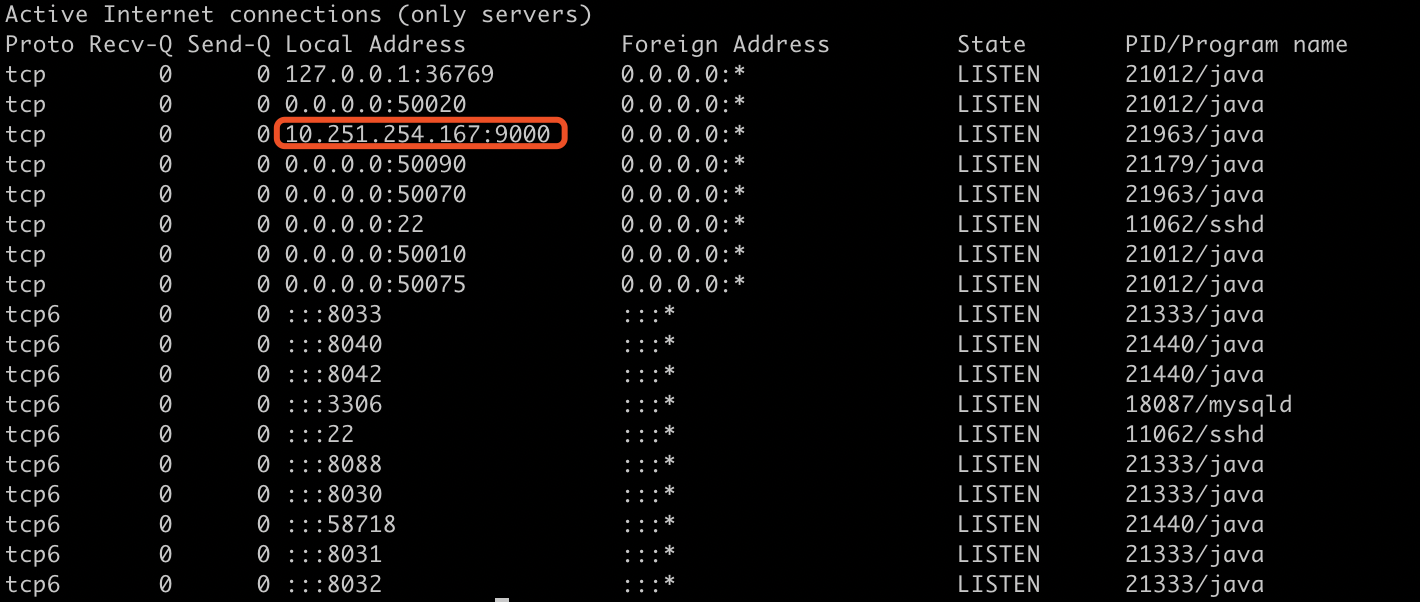 Active Internet connections (only servers)
Proto Recv-Q Send-Q Local Address           Foreign Address         State       PID/Program name
tcp        0      0 127.0.0.1:36769         0.0.0.0:*               LISTEN      21012/java
tcp        0      0 0.0.0.0:50020           0.0.0.0:*               LISTEN      21012/java
tcp        0      0 10.251.254.167:9000     0.0.0.0:*               LISTEN      21963/java
tcp        0      0 0.0.0.0:50090           0.0.0.0:*               LISTEN      21179/java
tcp        0      0 0.0.0.0:50070           0.0.0.0:*               LISTEN      21963/java
tcp        0      0 0.0.0.0:22              0.0.0.0:*               LISTEN      11062/sshd
tcp        0      0 0.0.0.0:50010           0.0.0.0:*               LISTEN      21012/java
tcp        0      0 0.0.0.0:50075           0.0.0.0:*               LISTEN      21012/java
tcp6       0      0 :::8033                 :::*                    LISTEN      21333/java
tcp6       0      0 :::8040                 :::*                    LISTEN      21440/java
tcp6       0      0 :::8042                 :::*                    LISTEN      21440/java
tcp6       0      0 :::3306                 :::*                    LISTEN      18087/mysqld
tcp6       0      0 :::22                   :::*                    LISTEN      11062/sshd
tcp6       0      0 :::8088                 :::*                    LISTEN      21333/java
tcp6       0      0 :::8030                 :::*                    LISTEN      21333/java
tcp6       0      0 :::58718                :::*                    LISTEN      21440/java
tcp6       0      0 :::8031                 :::*                    LISTEN      21333/java
tcp6       0      0 :::8032                 :::*                    LISTEN      21333/java